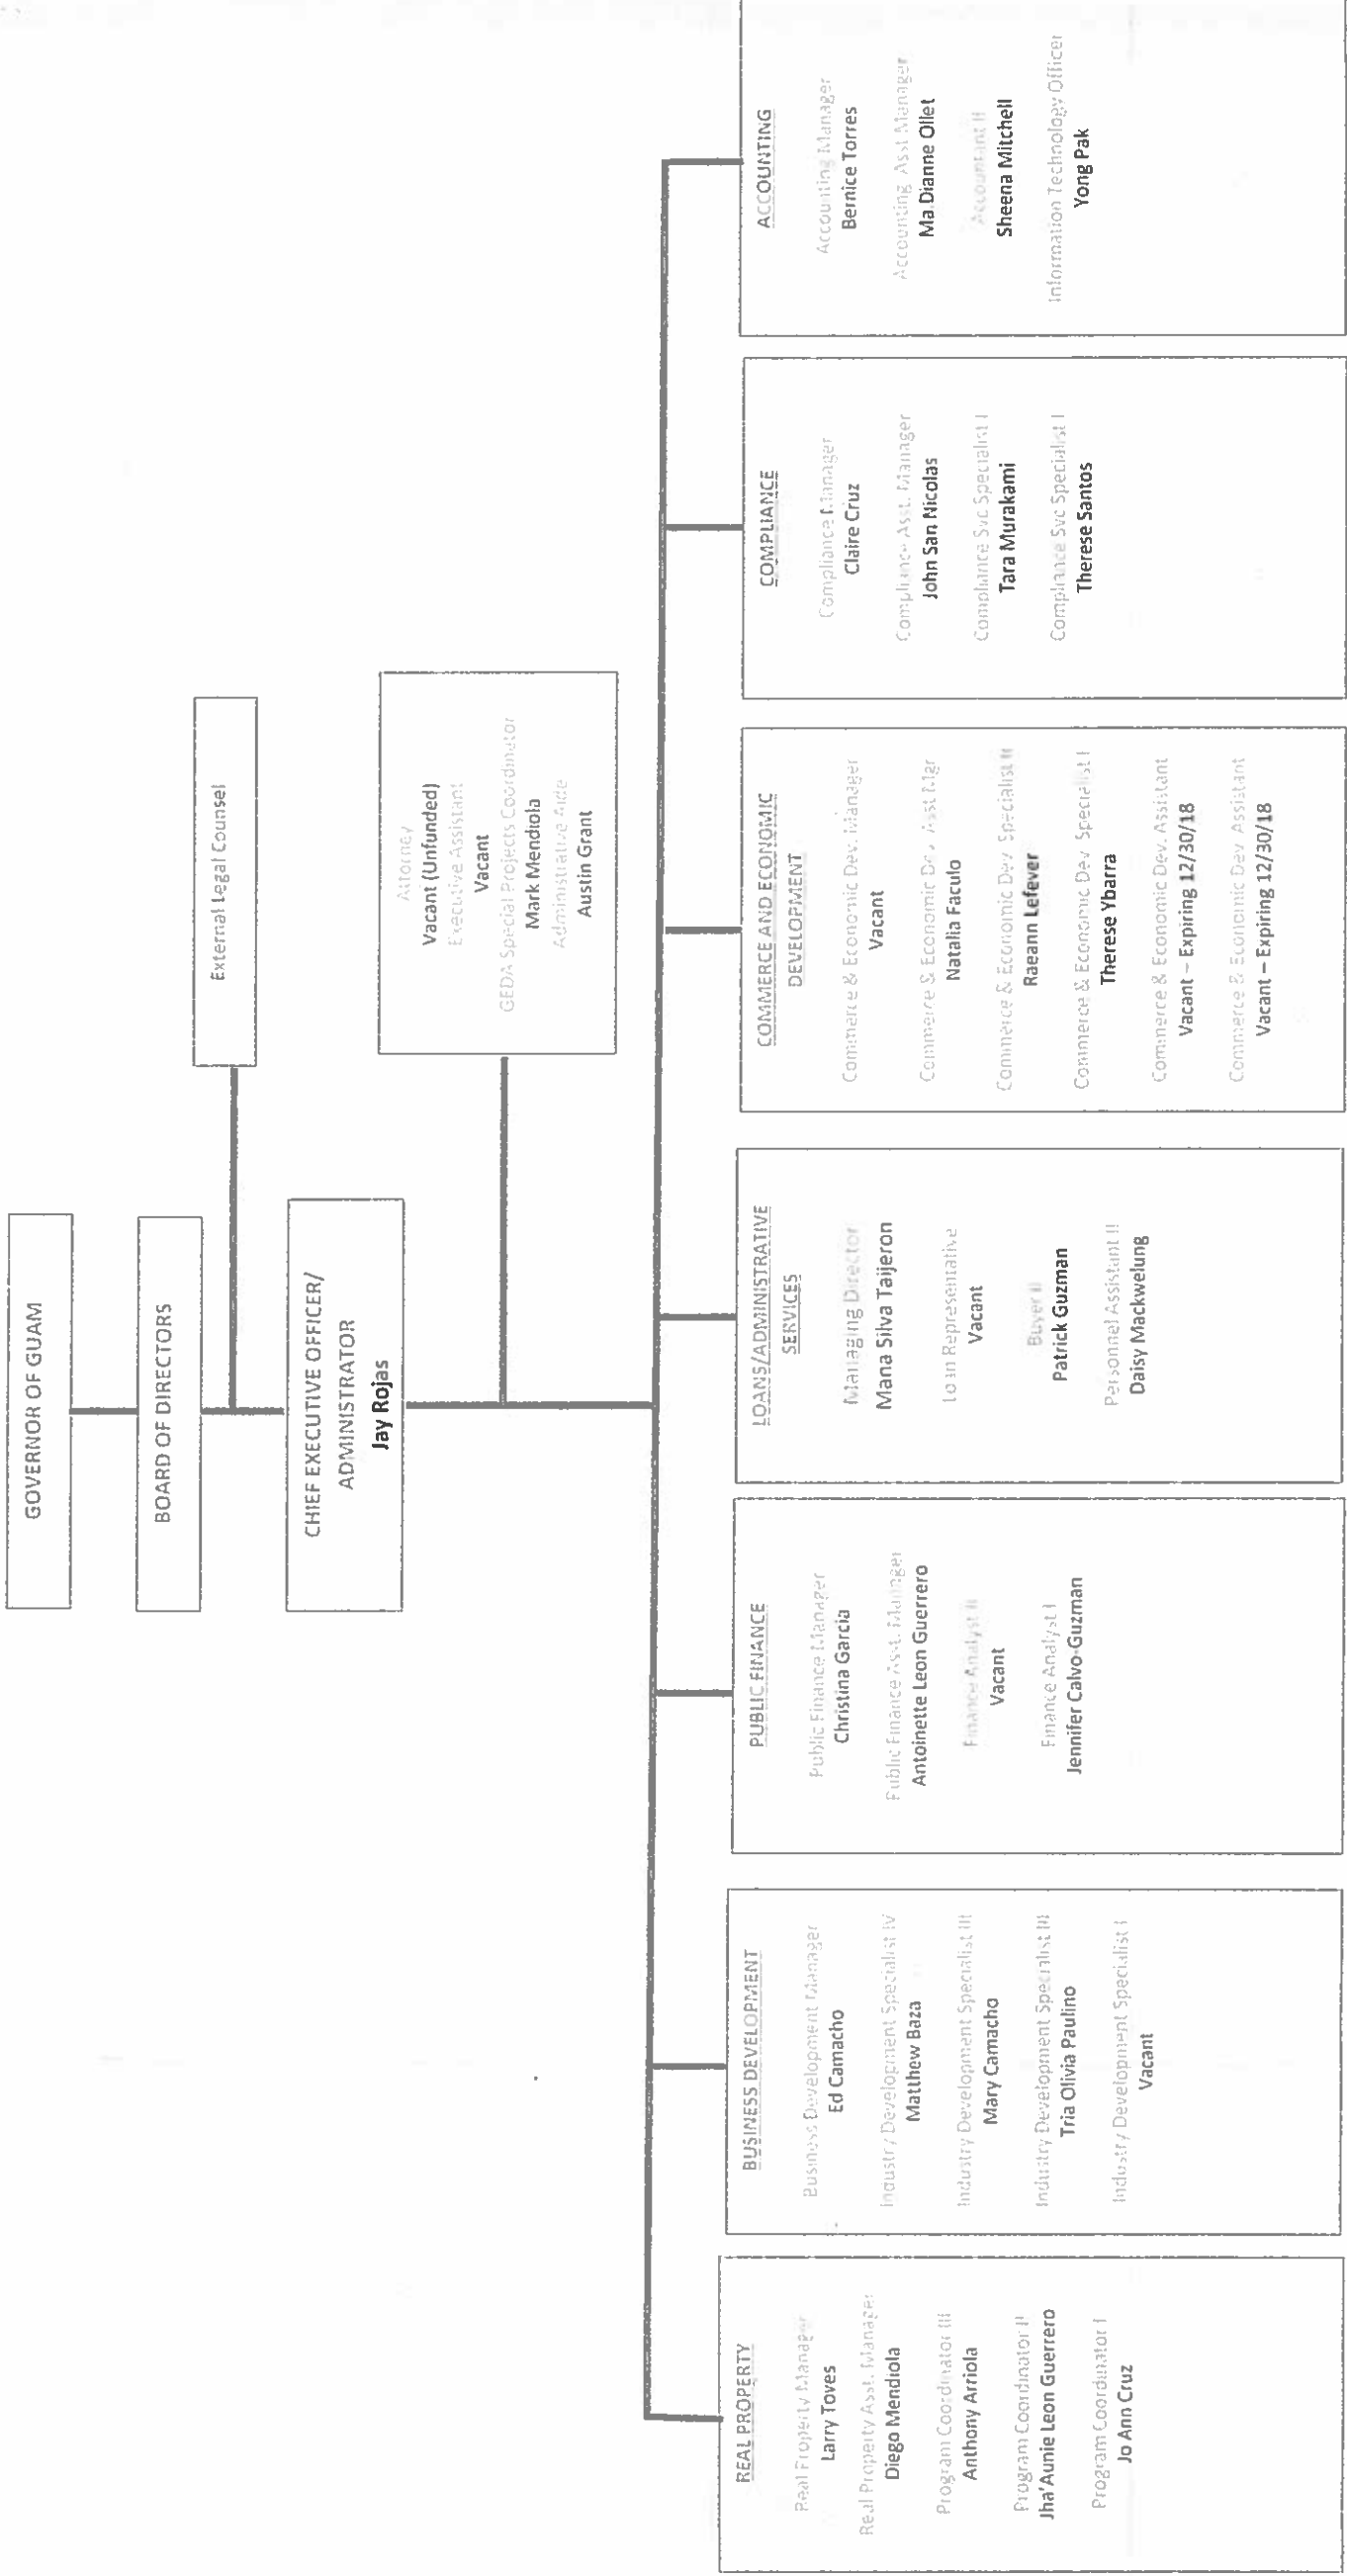 GOVERNOR OF GUAM
BOARD OF DIRECTORS
External Legal Counsel
CHIEF EXECUTIVE OFFICER/
ADMINISTRATOR
Jay Rojas
Attorney
Vacant (Unfunded)
Executive Assistant
Vacant
GEDA Special Projects Coordinator
Mark Mendiola
Administrative Aide
Austin Grant
REAL PROPERTY
Real Property Manager
Larry Toves
Real Property Asst. Manager
Diego Mendiola
Program Coordinator III
Anthony Arriola
Program Coordinator II
Jha'Aunie Leon Guerrero
Program Coordinator I
Jo Ann Cruz
BUSINESS DEVELOPMENT
Business Development Manager
Ed Camacho
Industry Development Specialist IV
Matthew Baza
Industry Development Specialist III
Mary Camacho
Industry Development Specialist III
Tria Olivia Paulino
Industry Development Specialist I
Vacant
PUBLIC FINANCE
Public Finance Manager
Christina Garcia
Public Finance Asst. Manager
Antoinette Leon Guerrero
Finance Analyst II
Vacant
Finance Analyst I
Jennifer Calvo-Guzman
LOANS/ADMINISTRATIVE
SERVICES
Managing Director
Mana Silva Taijeron
Loan Representative
Vacant
Buyer II
Patrick Guzman
Personnel Assistant II
Daisy Mackwelung
COMMERCE AND ECONOMIC
DEVELOPMENT
Commerce & Economic Dev. Manager
Vacant
Commerce & Economic Dev. Asst Mgr
Natalia Faculo
Commerce & Economic Dev Specialist III
Raeann Lefever
Commerce & Economic Dev Specialist I
Therese Ybarra
Commerce & Economic Dev. Assistant
Vacant – Expiring 12/30/18
Commerce & Economic Dev Assistant
Vacant – Expiring 12/30/18
COMPLIANCE
Compliance Manager
Claire Cruz
Compliance Asst. Manager
John San Nicolas
Compliance Svc Specialist I
Tara Murakami
Compliance Svc Specialist I
Therese Santos
ACCOUNTING
Accounting Manager
Bernice Torres
Accounting Asst Manager
Ma.Dianne Ollet
Accountant II
Sheena Mitchell
Information Technology Officer
Yong Pak